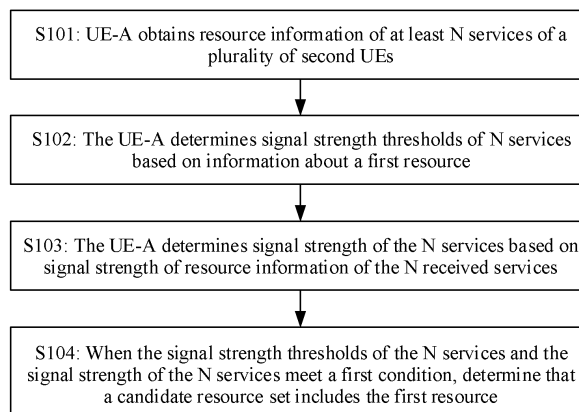 S101: UE-A obtains resource information of at least N services of a
plurality of second UEs
S102: The UE-A determines signal strength thresholds of N services
based on information about a first resource
S103: The UE-A determines signal strength of the N services based on
signal strength of resource information of the N received services
S104: When the signal strength thresholds of the N services and the
signal strength of the N services meet a first condition, determine that
a candidate resource set includes the first resource